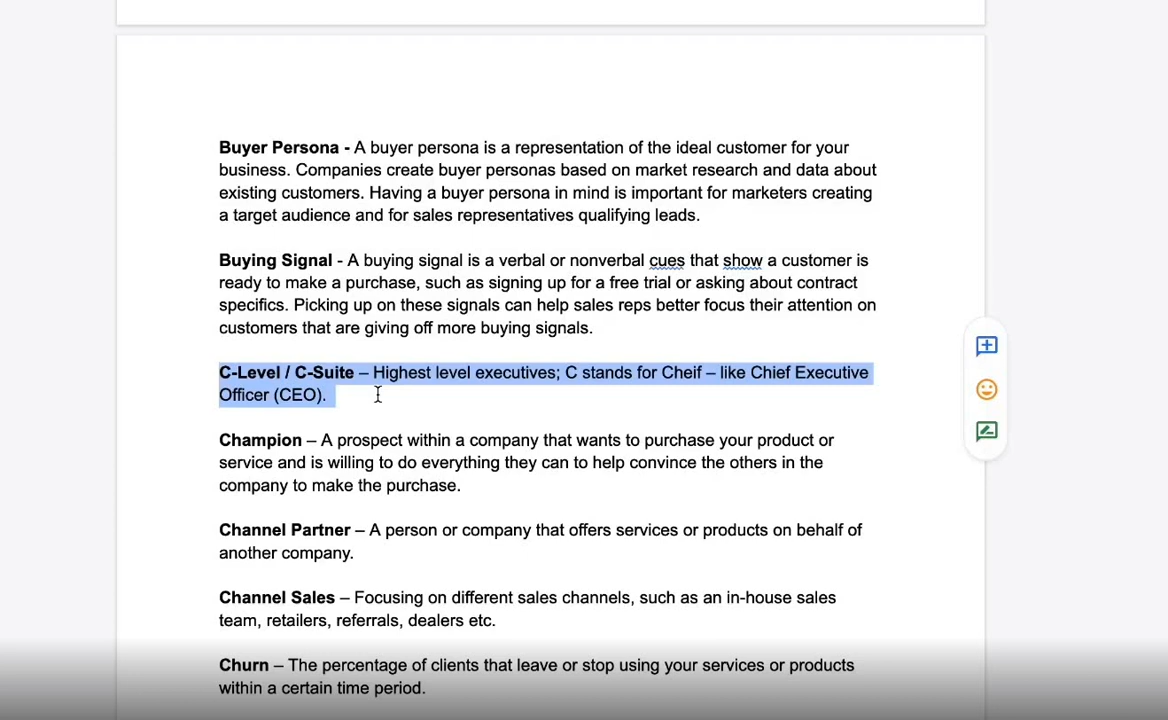 Buyer Persona - A buyer persona is a representation of the ideal customer for your
business. Companies create buyer personas based on market research and data about
existing customers. Having a buyer persona in mind is important for marketers creating
a target audience and for sales representatives qualifying leads.
Buying Signal - A buying signal is a verbal or nonverbal cues that show a customer is
ready to make a purchase, such as signing up for a free trial or asking about contract
specifics. Picking up on these signals can help sales reps better focus their attention on
customers that are giving off more buying signals.
C-Level / C-Suite – Highest level executives; C stands for Cheif – like Chief Executive
Officer (CEO).
Champion – A prospect within a company that wants to purchase your product or
service and is willing to do everything they can to help convince the others in the
company to make the purchase.
Channel Partner – A person or company that offers services or products on behalf of
another company.
Channel Sales – Focusing on different sales channels, such as an in-house sales
team, retailers, referrals, dealers etc.
Churn – The percentage of clients that leave or stop using your services or products
within a certain time period.